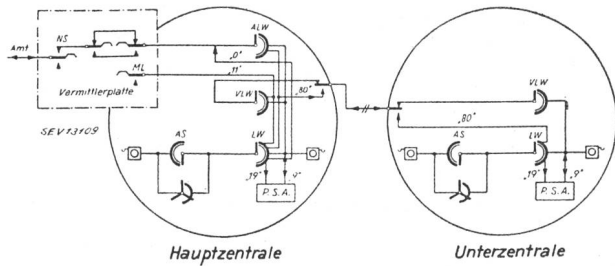 Amt
NS
ML
Vermittlerplatte
SEV13109
ALW
„0"
„11"
VLW
„80"
AS
LW
„19"
„9"
P.S.A.
Hauptzentrale
VLW
„80"
AS
LW
„19"
„9"
P.S.A.
Unterzentrale